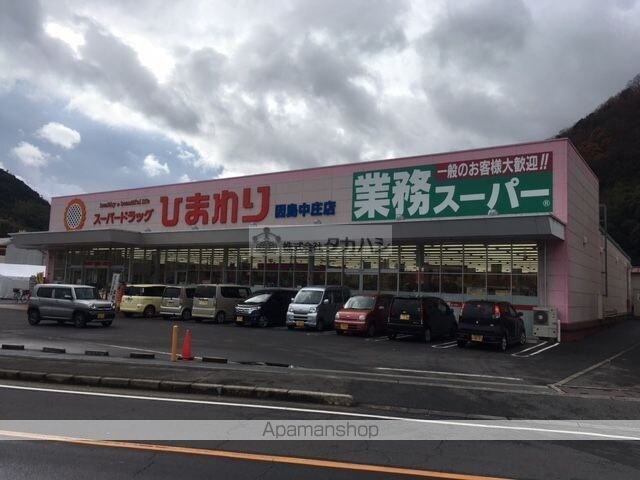 healthy & beautiful life
スーパードラッグ ひまわり 因島中庄店
一般のお客様大歓迎!!
業務スーパー®
株式会社タカハシ
Apamanshop